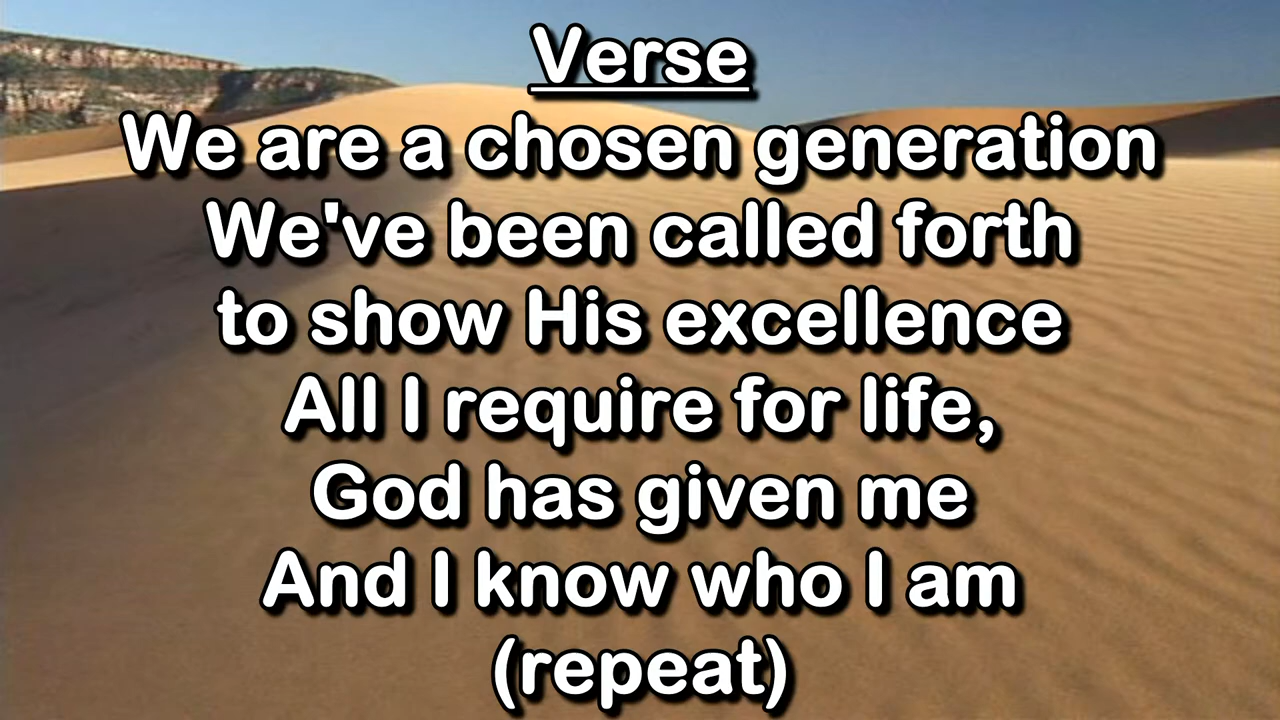 Verse
We are a chosen generation
We've been called forth
to show His excellence
All I require for life,
God has given me
And I know who I am
(repeat)